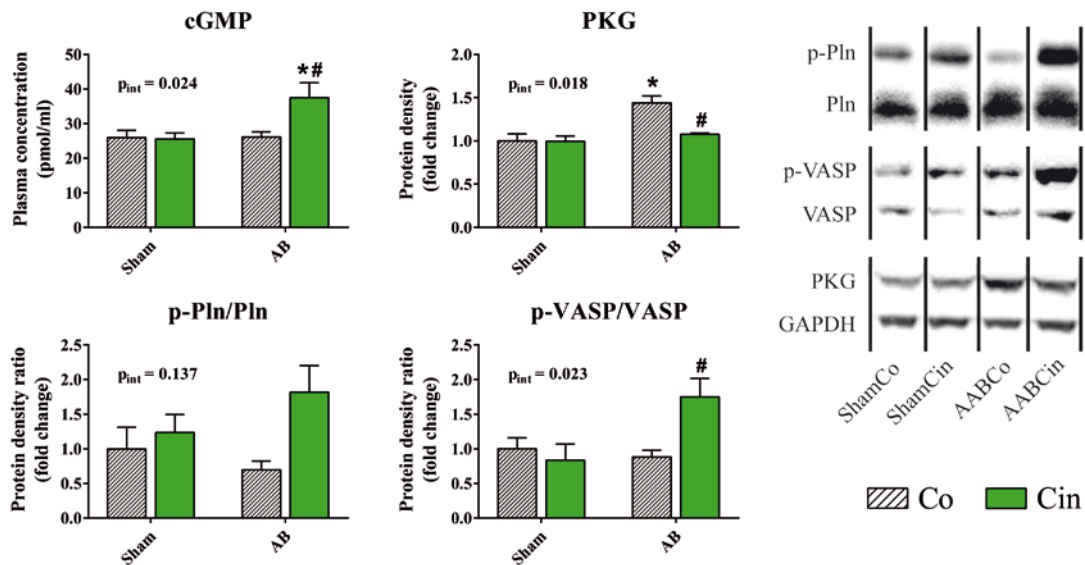 cGMP
Plasma concentration
(pmol/ml)
50
40
30
20
10
0
p_int = 0.024
*#
Sham
AB
PKG
Protein density
(fold change)
2.0
1.5
1.0
0.5
0.0
p_int = 0.018
*
#
Sham
AB
p-Pln/Pln
Protein density ratio
(fold change)
2.5
2.0
1.5
1.0
0.5
0.0
p_int = 0.137
Sham
AB
p-VASP/VASP
Protein density ratio
(fold change)
2.5
2.0
1.5
1.0
0.5
0.0
p_int = 0.023
#
Sham
AB
p-Pln
Pln
p-VASP
VASP
PKG
GAPDH
ShamCo
ShamCin
AABCo
AABCin
Co
Cin